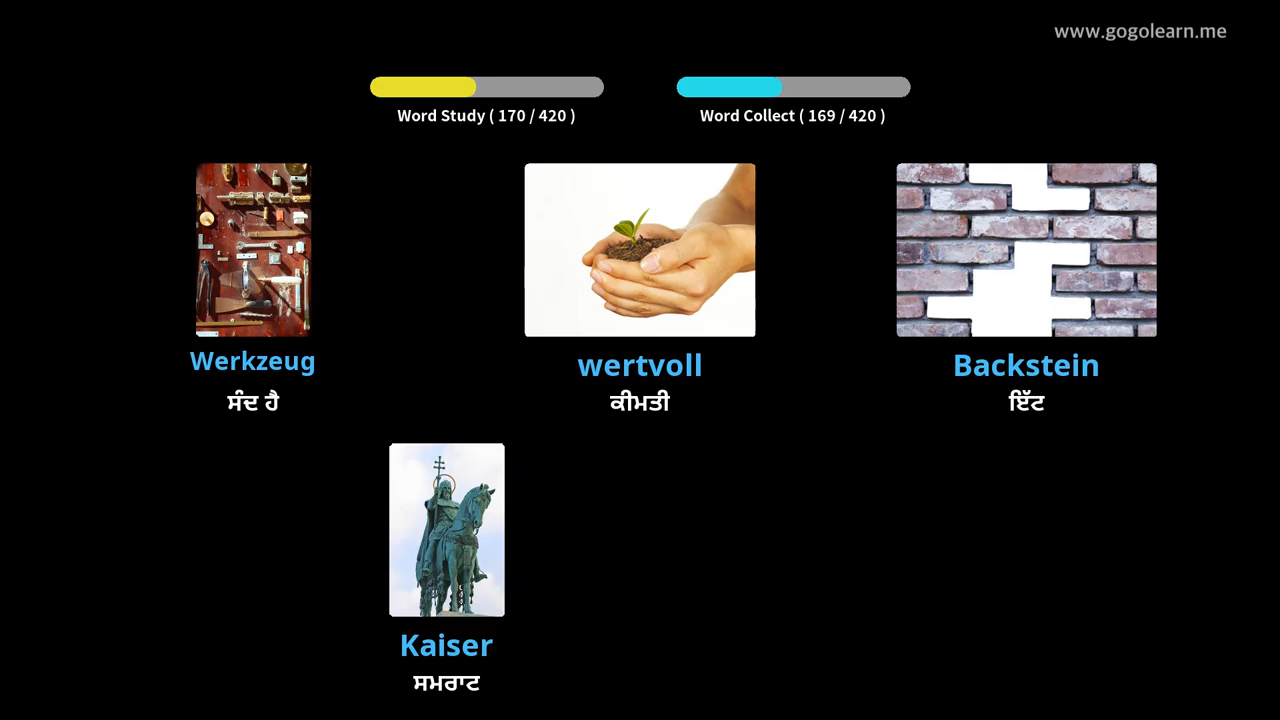 www.gogolearn.me
Word Study ( 170 / 420 )
Word Collect ( 169 / 420 )
Werkzeug
ਸੰਦ ਹੈ
wertvoll
ਕੀਮਤੀ
Backstein
ਇੱਟ
Kaiser
ਸਮਰਾਟ